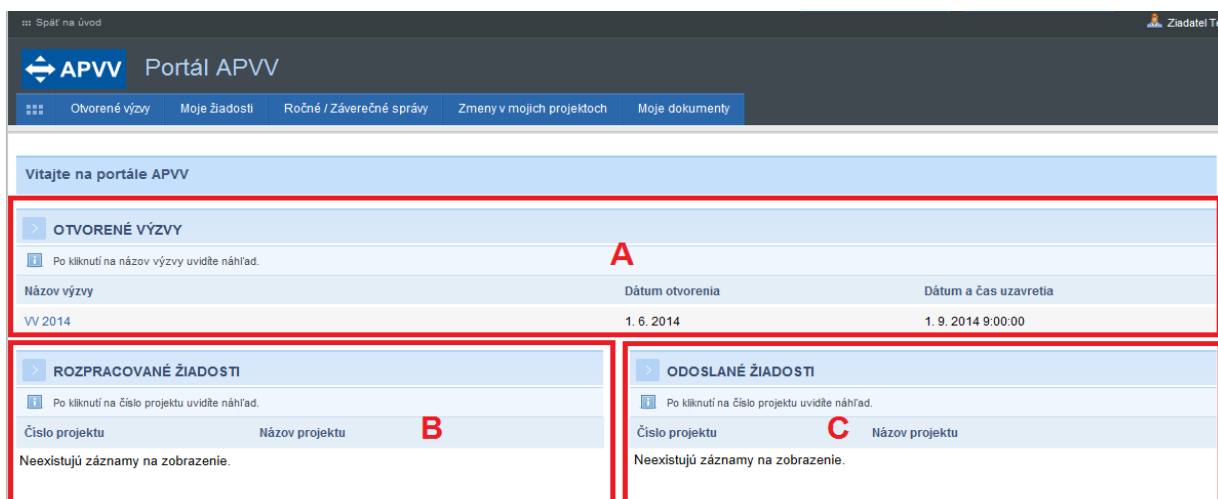 Späť na úvod
Ziadatel Te
APVV Portál APVV
Otvorené výzvy Moje žiadosti Ročné / Záverečné správy Zmeny v mojich projektoch Moje dokumenty
Vitajte na portále APVV
OTVORENÉ VÝZVY
A
Po kliknutí na názov výzvy uvidíte náhľad.
Názov výzvy Dátum otvorenia Dátum a čas uzavretia
VV 2014 1. 6. 2014 1. 9. 2014 9:00:00
ROZPRACOVANÉ ŽIADOSTI
Po kliknutí na číslo projektu uvidíte náhľad.
Číslo projektu Názov projektu B
Neexistujú záznamy na zobrazenie.
ODOSLANÉ ŽIADOSTI
Po kliknutí na číslo projektu uvidíte náhľad.
Číslo projektu C Názov projektu
Neexistujú záznamy na zobrazenie.